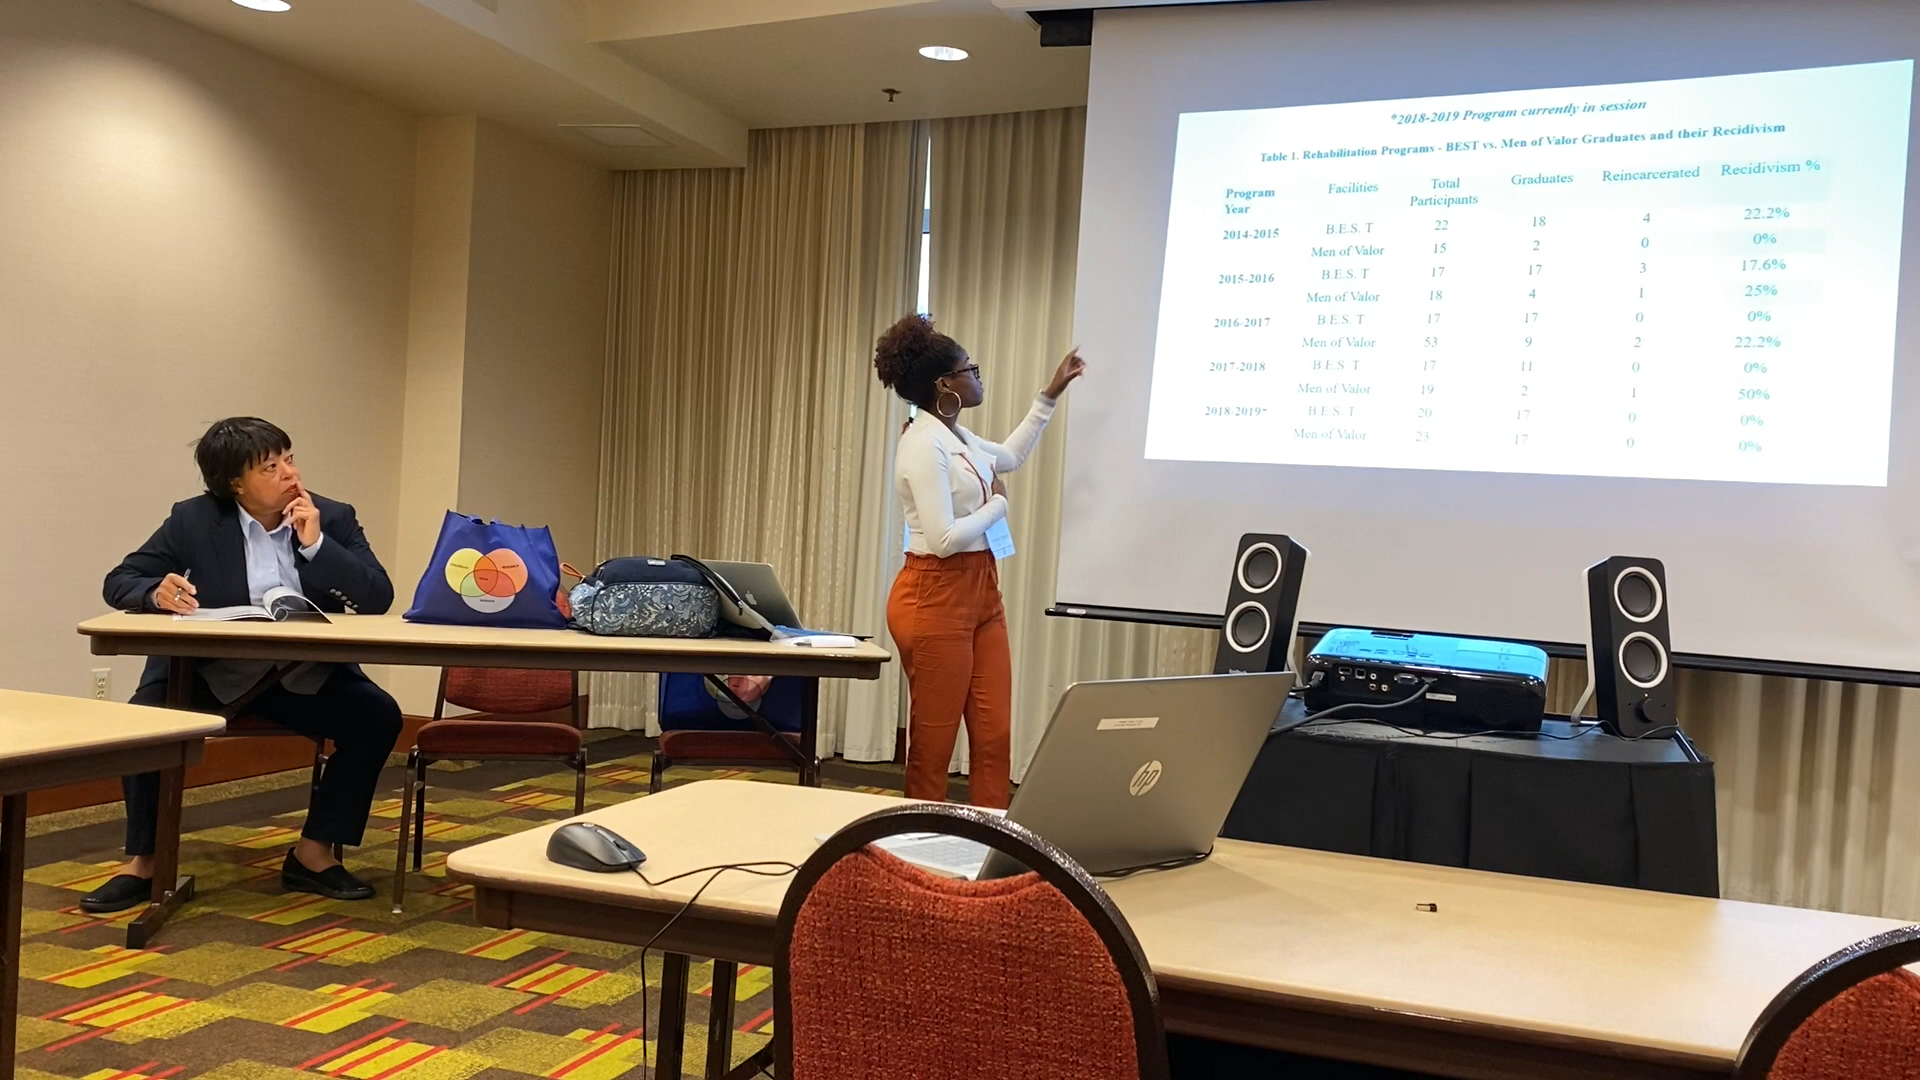 *2018-2019 Program currently in session
Table 1. Rehabilitation Programs - BEST vs. Men of Valor Graduates and their Recidivism
Program Year Facilities Total Participants Graduates Reincarcerated Recidivism %
2014-2015 B.E.S. T 22 18 4 22.2%
Men of Valor 15 2 0 0%
2015-2016 B.E.S. T 17 17 3 17.6%
Men of Valor 18 4 1 25%
2016-2017 B.E.S. T 17 17 0 0%
Men of Valor 53 9 2 22.2%
2017-2018 B.E.S. T 17 11 0 0%
Men of Valor 19 2 1 50%
2018-2019* B.E.S. T 20 17 0 0%
Men of Valor 23 17 0 0%
hp